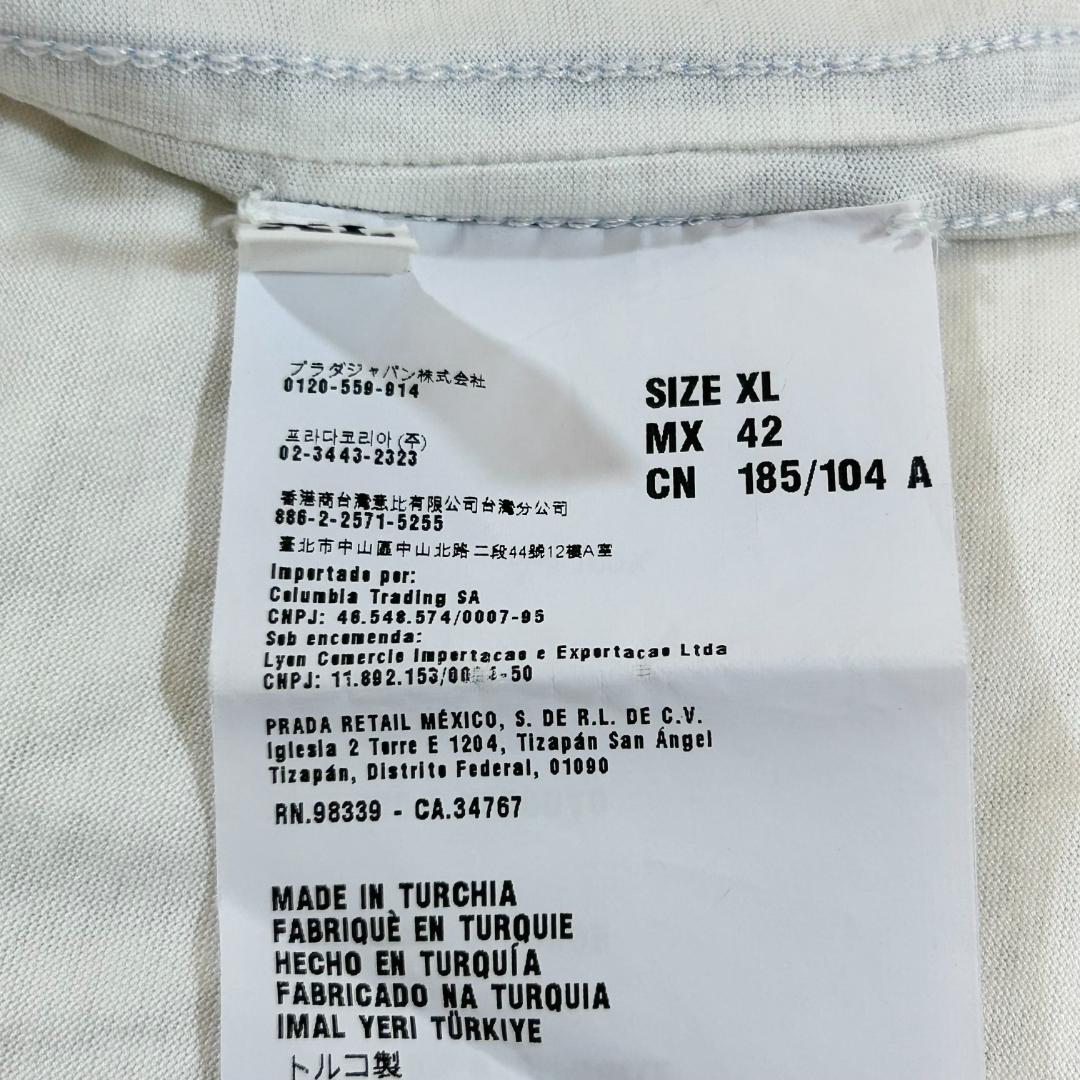 XL
プラダジャパン株式会社
0120-559-914
프라다코리아(주)
02-3443-2323
香港商台灣意比有限公司台灣分公司
886-2-2571-5255
臺北市中山區中山北路二段44號12樓A室
Importado por:
Columbia Trading SA
CNPJ: 46.548.574/0007-95
Sob encomenda:
Lyon Comercio Importacao e Exportacao Ltda
CNPJ:
PRADA RETAIL MÉXICO, S. DE R.L. DE C.V.
Iglesia 2 Torre E 1204, Tizapán San Ángel
Tizapán, Distrito Federal, 01090
RN.98339 - CA.34767
SIZE XL
MX 42
CN 185/104 A
MADE IN TURCHIA
FABRIQUÈ EN TURQUIE
HECHO EN TURQUÍA
FABRICADO NA TURQUIA
IMAL YERI TÜRKIYE
トルコ製